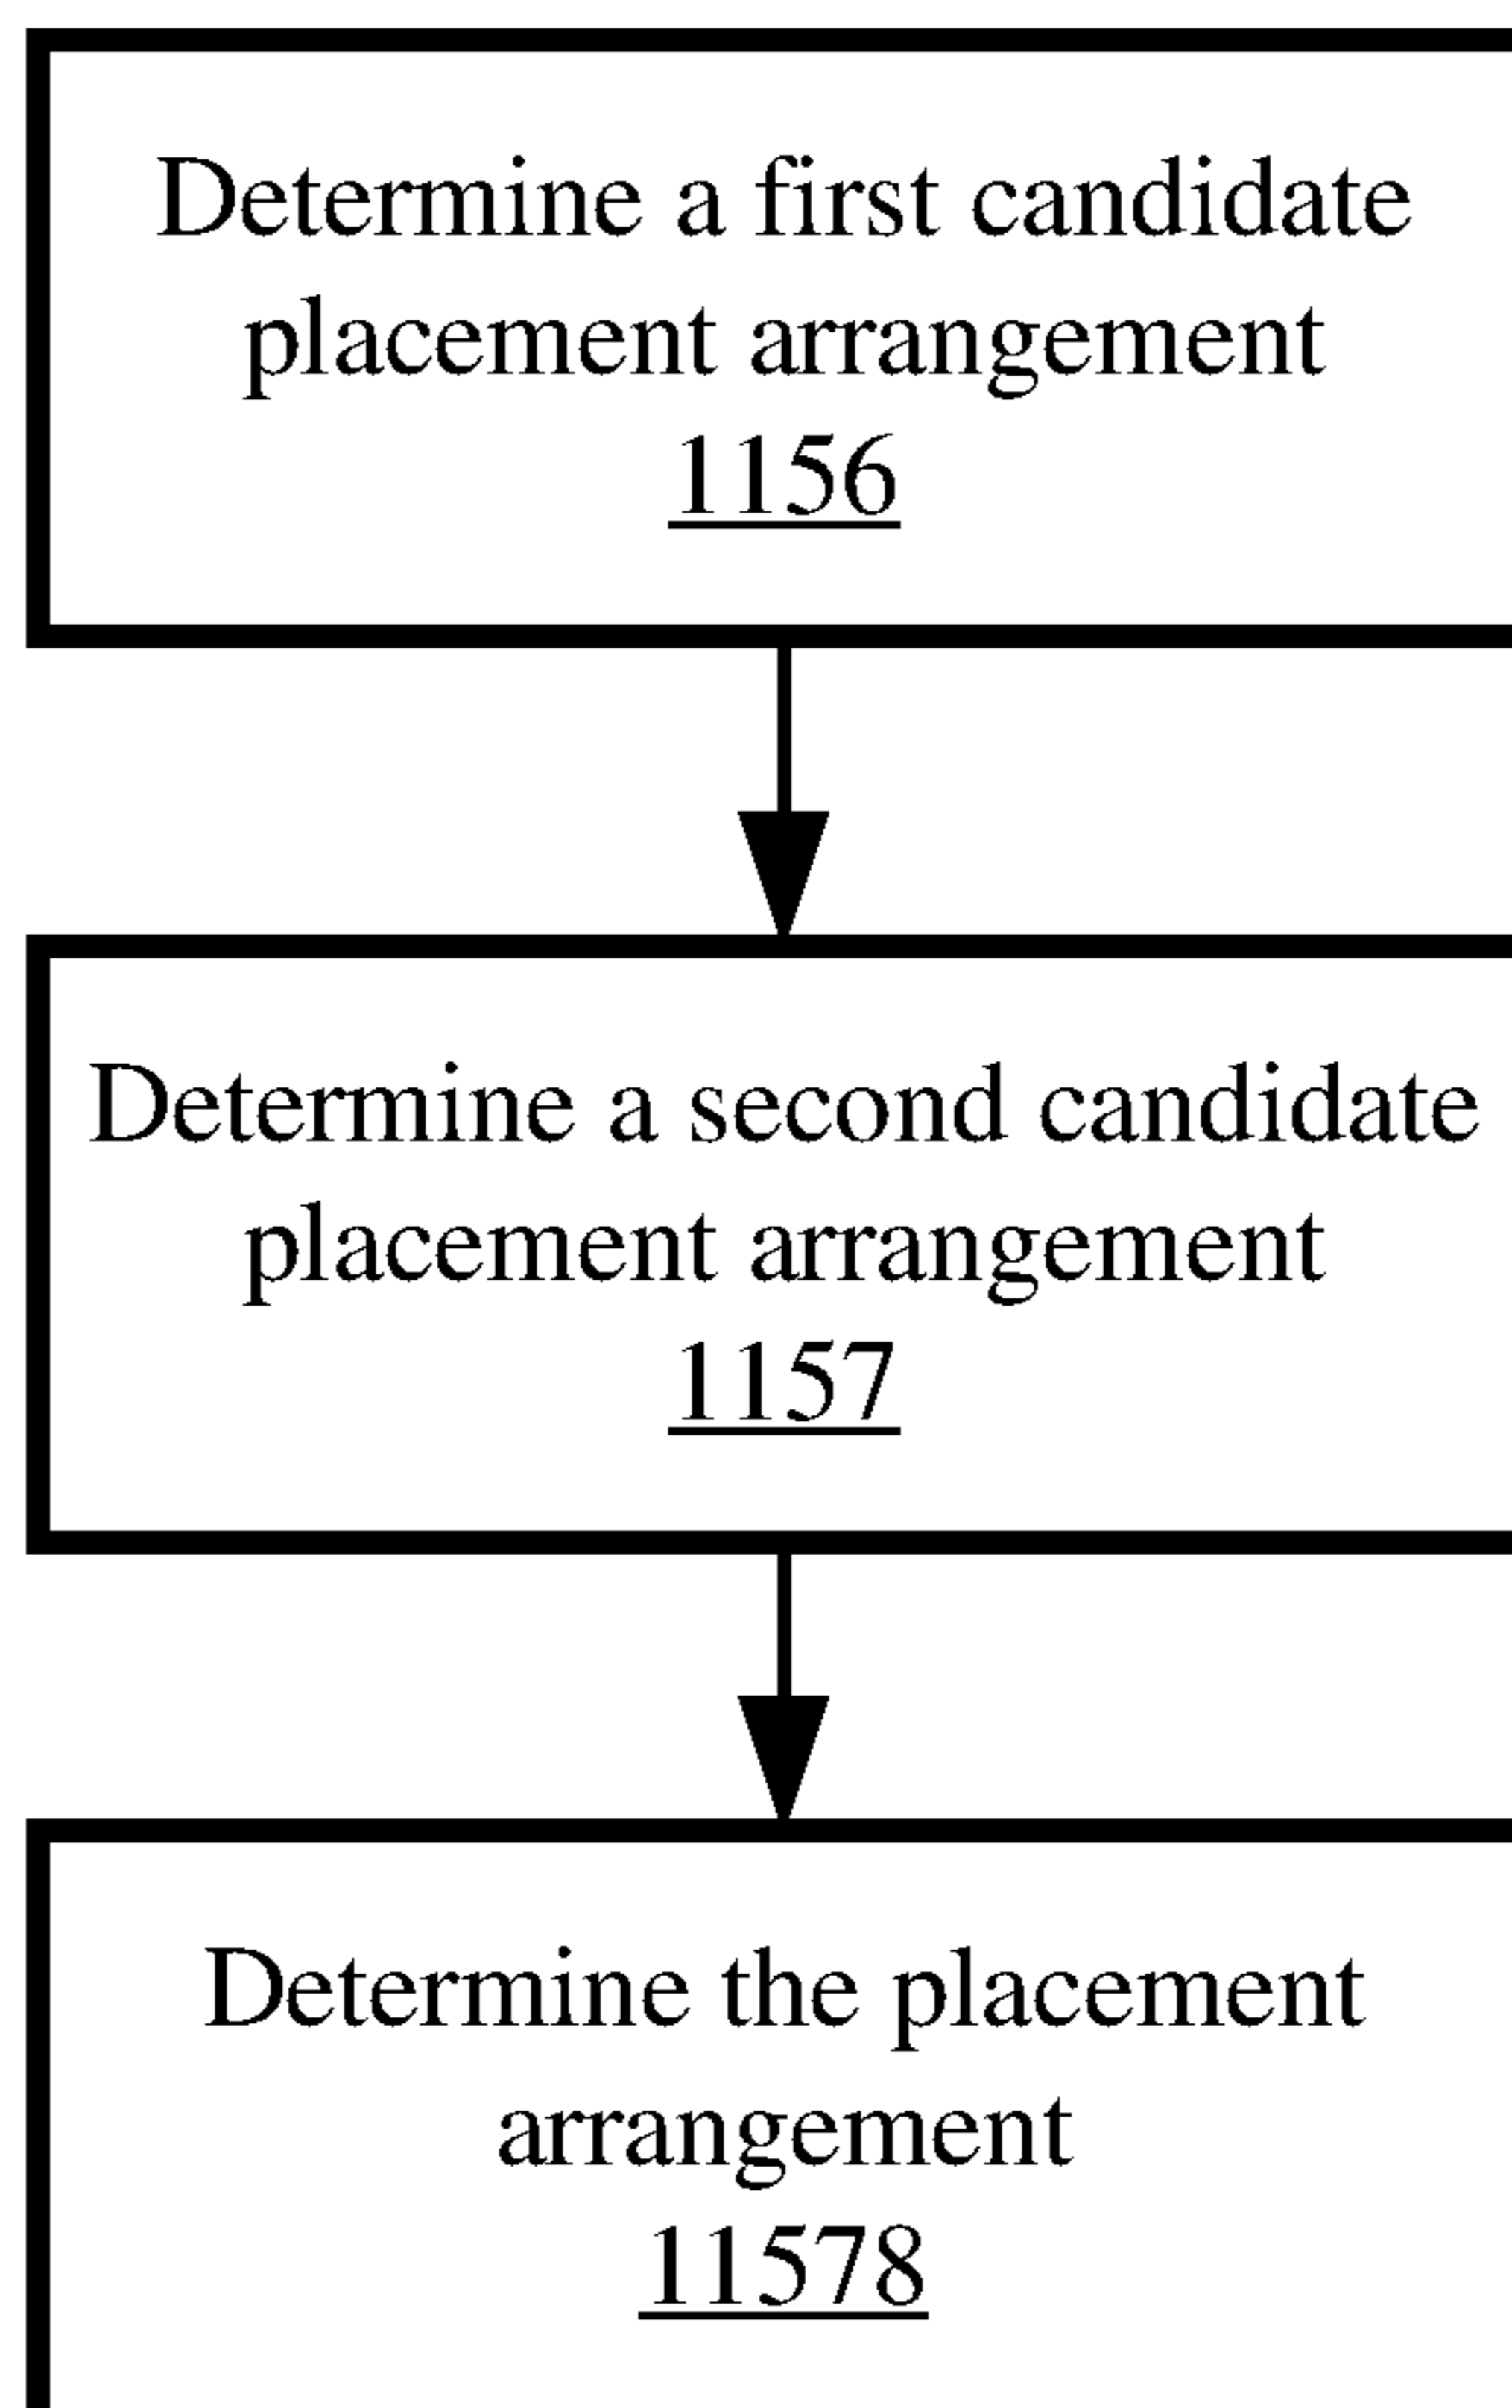 Determine a first candidate
placement arrangement
1156
Determine a second candidate
placement arrangement
1157
Determine the placement
arrangement
11578